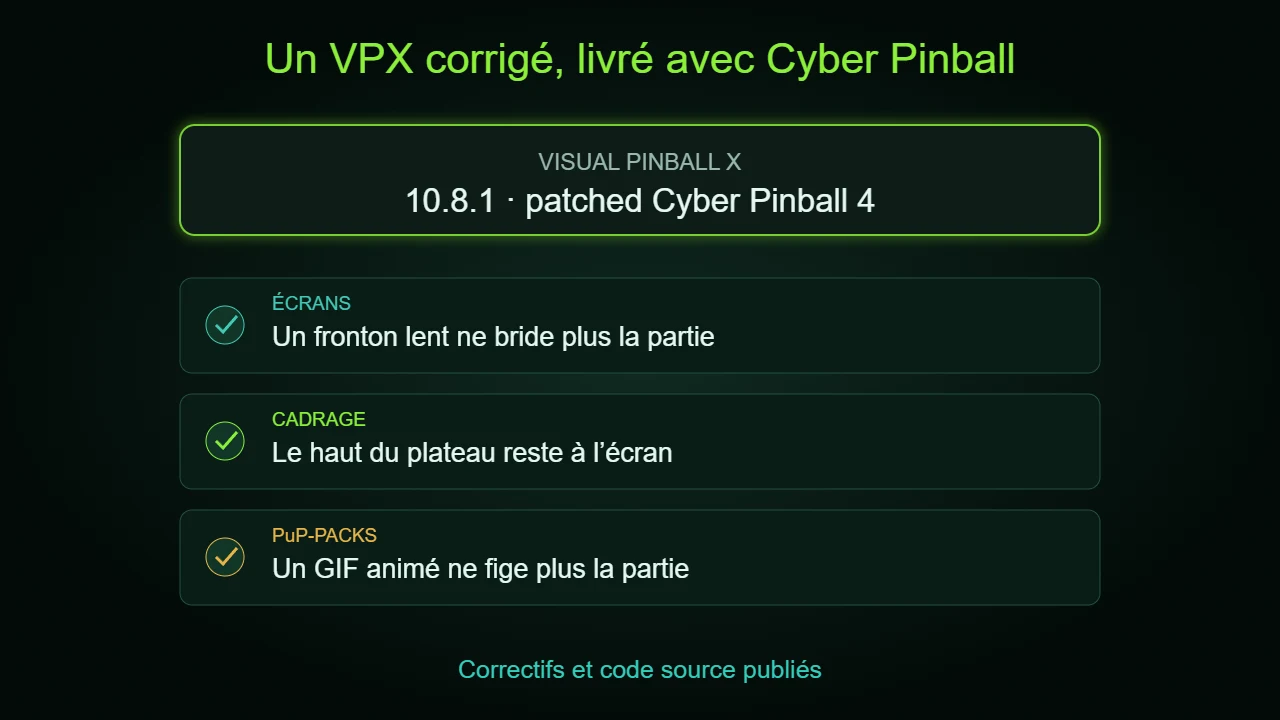 Un VPX corrigé, livré avec Cyber Pinball
VISUAL PINBALL X
10.8.1 · patched Cyber Pinball 4
ÉCRANS
Un fronton lent ne bride plus la partie
CADRAGE
Le haut du plateau reste à l’écran
PuP-PACKS
Un GIF animé ne fige plus la partie
Correctifs et code source publiés